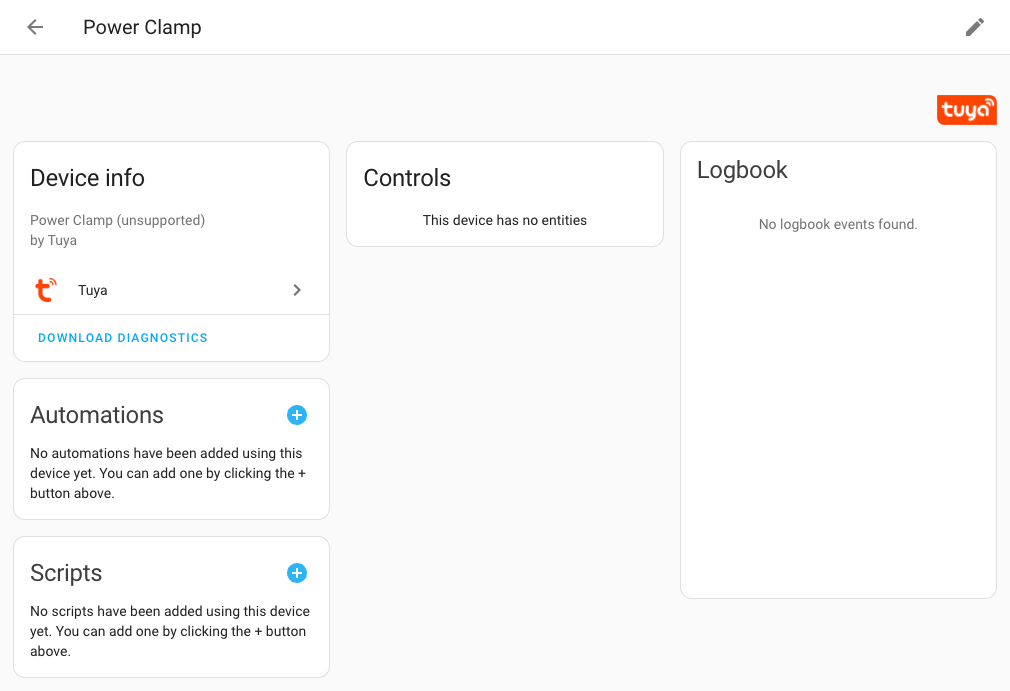 Power Clamp
tuya
Device info
Power Clamp (unsupported)
by Tuya
Tuya
DOWNLOAD DIAGNOSTICS
Automations
No automations have been added using this
device yet. You can add one by clicking the +
button above.
Scripts
No scripts have been added using this device
yet. You can add one by clicking the + button
above.
Controls
This device has no entities
Logbook
No logbook events found.